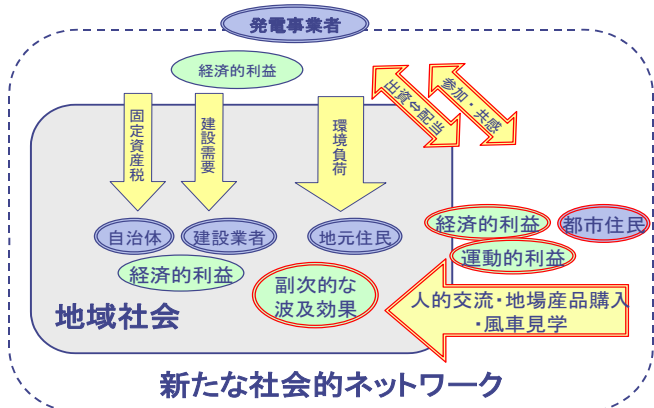 発電事業者
経済的利益
出資⇔配当
参加・共感
固定資産税
建設需要
環境負荷
自治体
建設業者
地元住民
経済的利益
経済的利益
都市住民
運動的利益
副次的な
波及効果
人的交流・地場産品購入
・風車見学
地域社会
新たな社会的ネットワーク